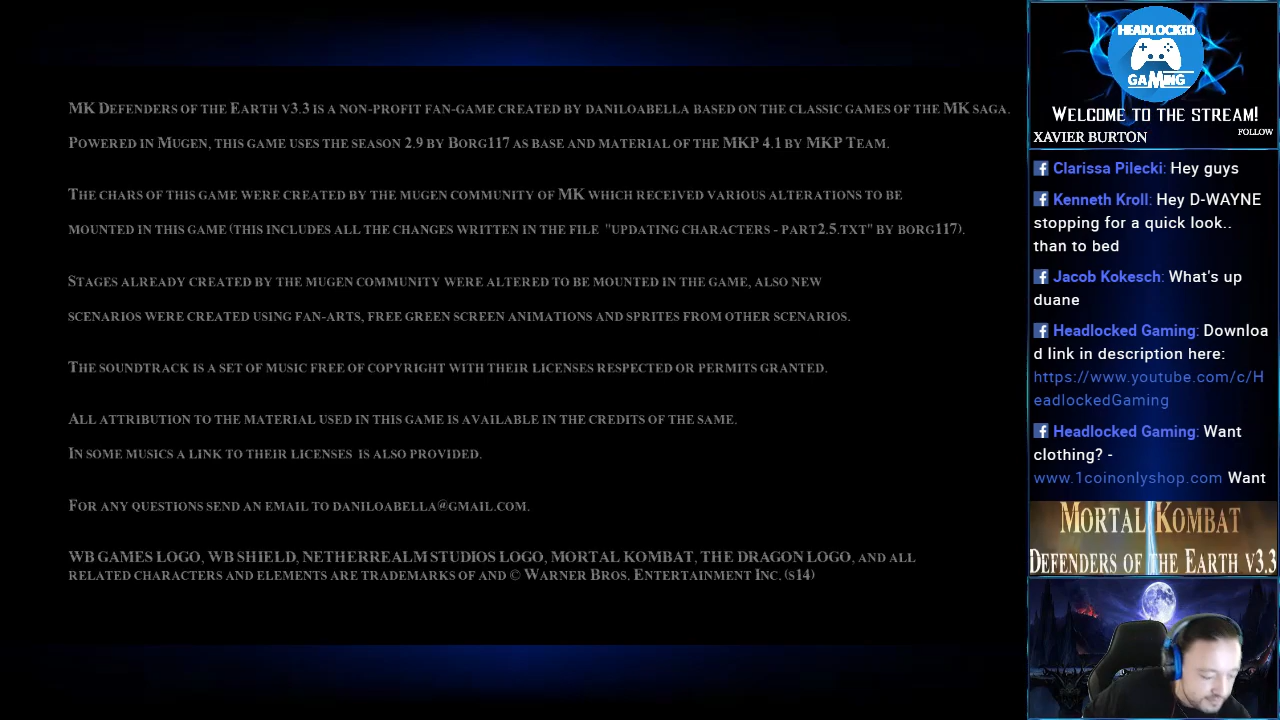 MK Defenders of the Earth v3.3 is a non-profit fan-game created by daniloabella based on the classic games of the MK saga.
Powered in Mugen, this game uses the season 2.9 by Borg117 as base and material of the MKP 4.1 by MKP Team.
The chars of this game were created by the mugen community of MK which received various alterations to be
mounted in this game (this includes all the changes written in the file "updating characters - part2.5.txt" by borg117).
Stages already created by the mugen community were altered to be mounted in the game, also new
scenarios were created using fan-arts, free green screen animations and sprites from other scenarios.
The soundtrack is a set of music free of copyright with their licenses respected or permits granted.
All attribution to the material used in this game is available in the credits of the same.
In some musics a link to their licenses is also provided.
For any questions send an email to daniloabella@gmail.com.
WB GAMES LOGO, WB SHIELD, NETHERREALM STUDIOS LOGO, MORTAL KOMBAT, THE DRAGON LOGO, and all
related characters and elements are trademarks of and © Warner Bros. Entertainment Inc. (s14)
HEADLOCKED
GAMING
Welcome to the stream!
XAVIER BURTON
FOLLOW
Clarissa Pilecki: Hey guys
Kenneth Kroll: Hey D-WAYNE
stopping for a quick look..
than to bed
Jacob Kokesch: What's up
duane
Headlocked Gaming: Downloa
d link in description here:
https://www.youtube.com/c/H
eadlockedGaming
Headlocked Gaming: Want
clothing? -
www.1coinonlyshop.com Want
Mortal Kombat
Defenders of the Earth v3.3